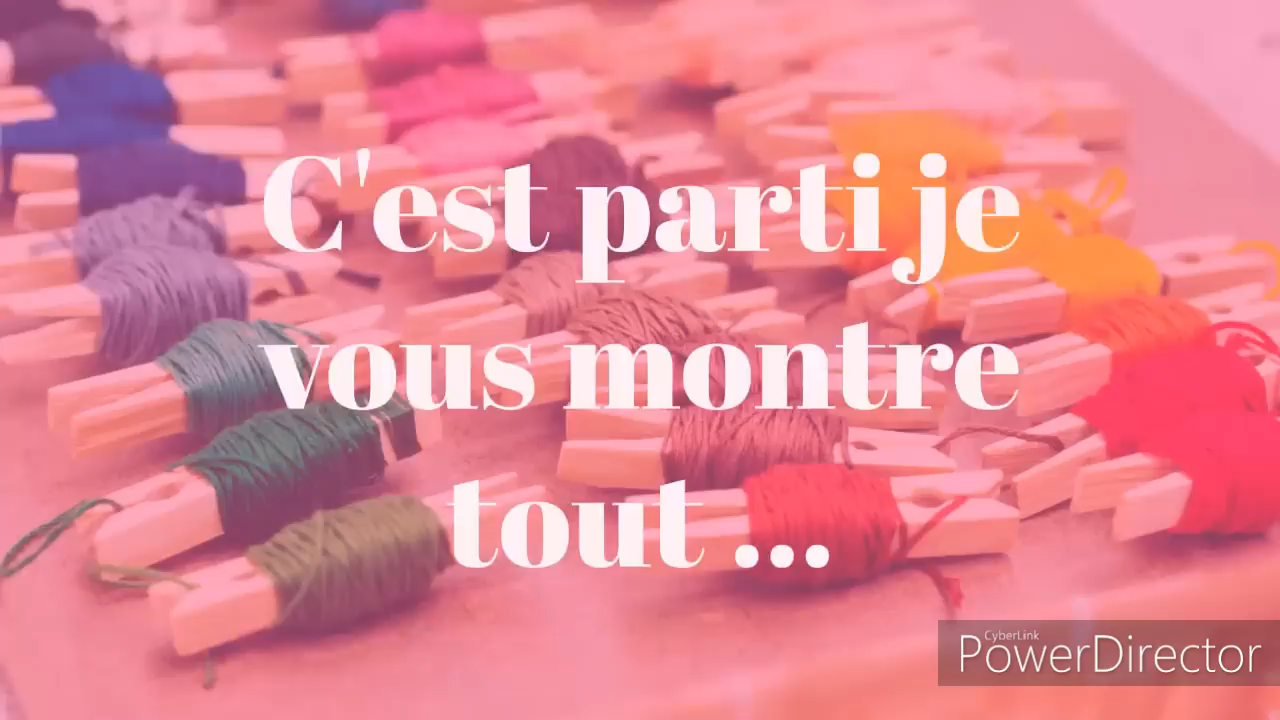 C'est parti je
vous montre
tout ...
CyberLink
PowerDirector